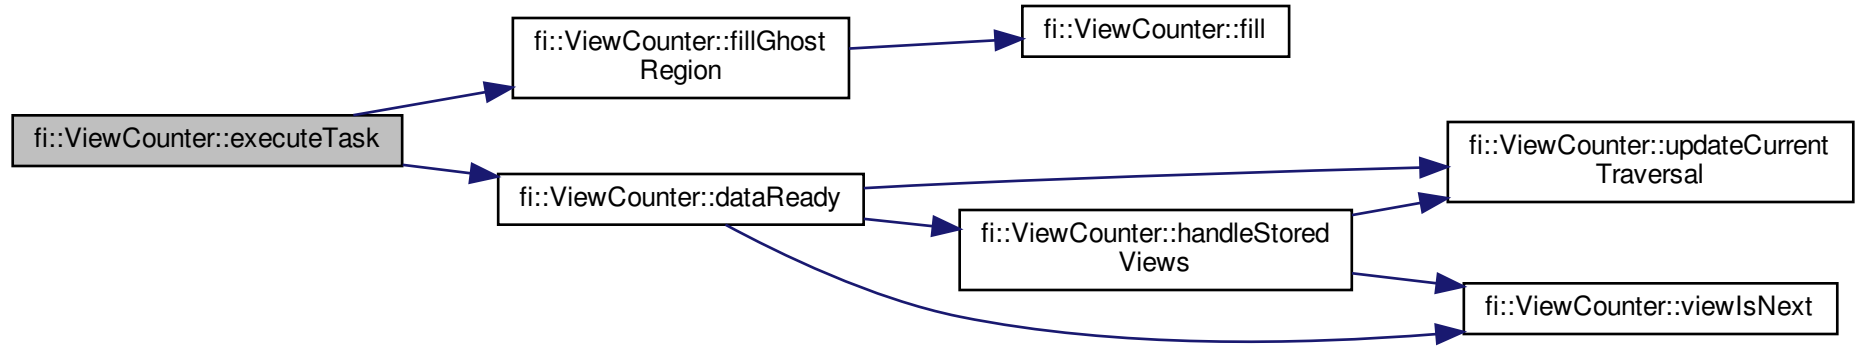 fi::ViewCounter::executeTask
fi::ViewCounter::fillGhost
Region
fi::ViewCounter::fill
fi::ViewCounter::dataReady
fi::ViewCounter::handleStored
Views
fi::ViewCounter::updateCurrent
Traversal
fi::ViewCounter::viewIsNext